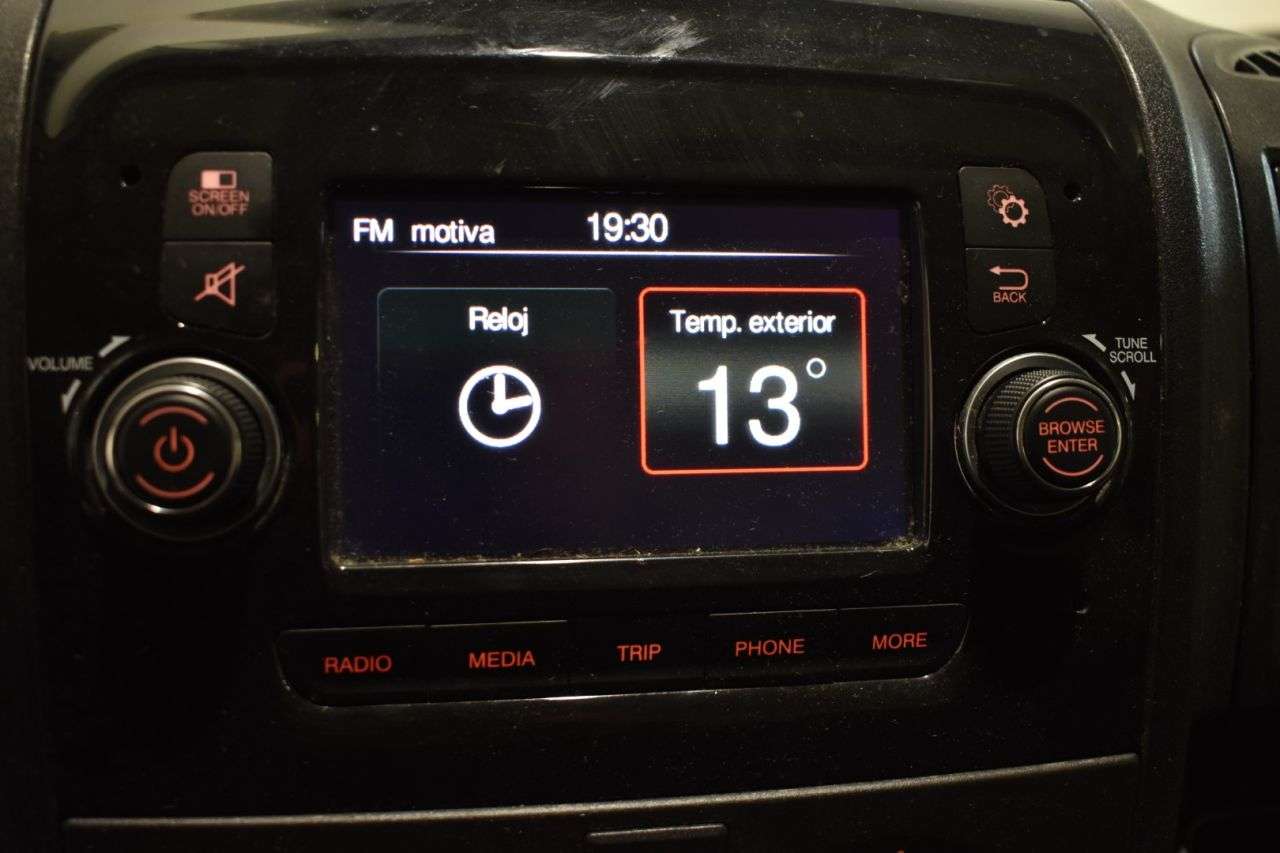 SCREEN
ON/OFF
FM motiva 19:30
BACK
VOLUME
Reloj
Temp. exterior
13°
TUNE
SCROLL
BROWSE
ENTER
RADIO
MEDIA
TRIP
PHONE
MORE